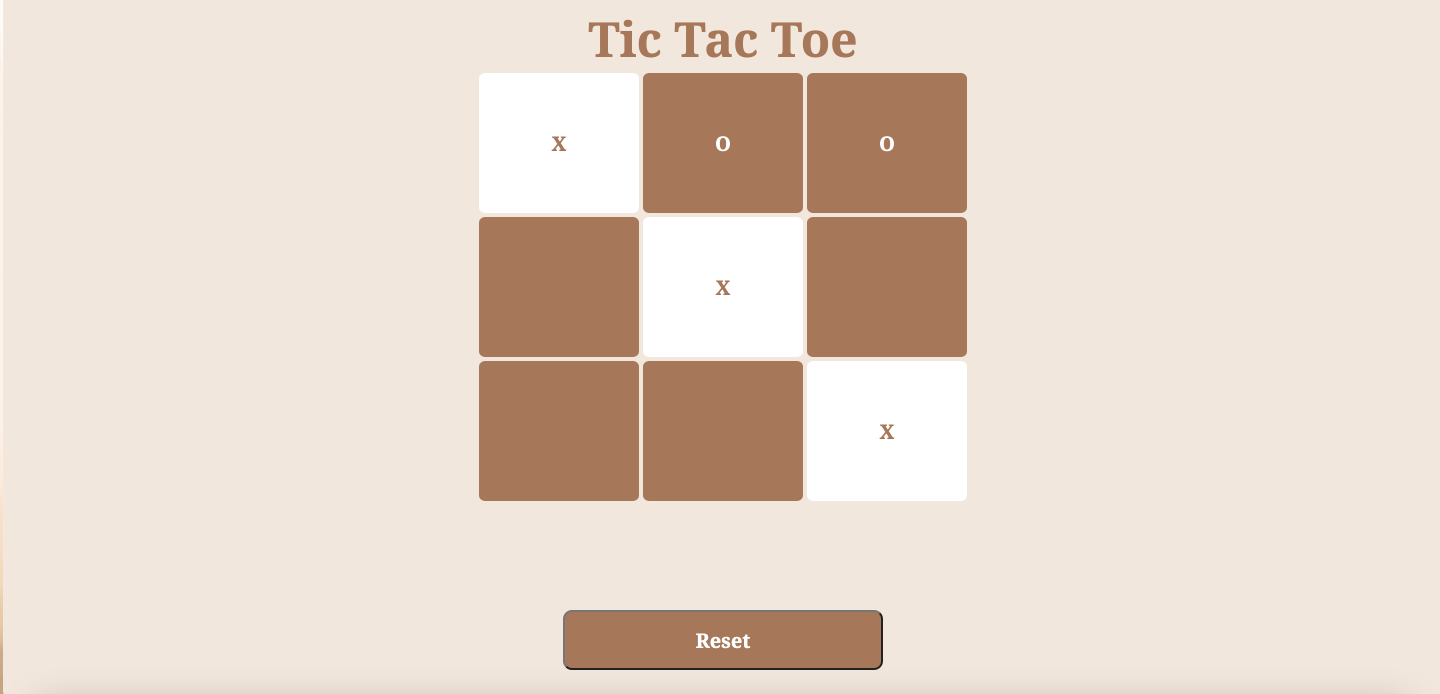 Tic Tac Toe
X O O
X
X
Reset